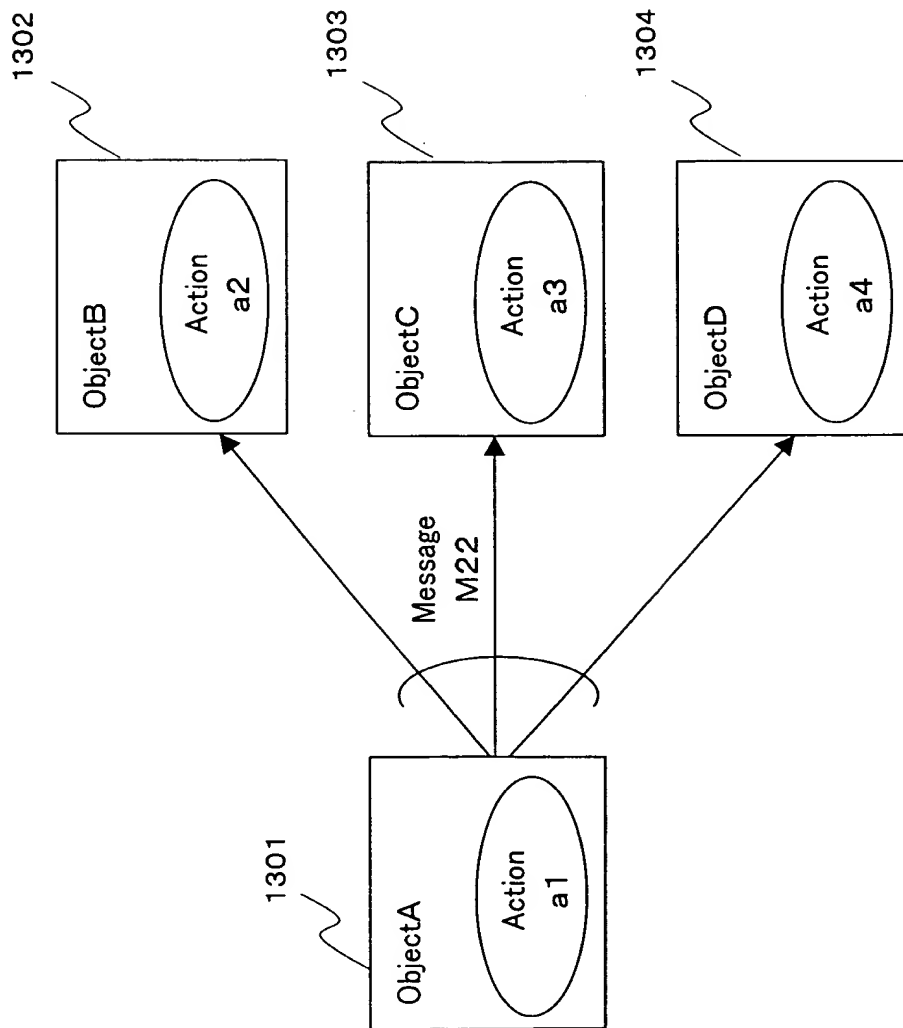 1301
ObjectA
Action
a1
Message
M22
1302
ObjectB
Action
a2
1303
ObjectC
Action
a3
1304
ObjectD
Action
a4